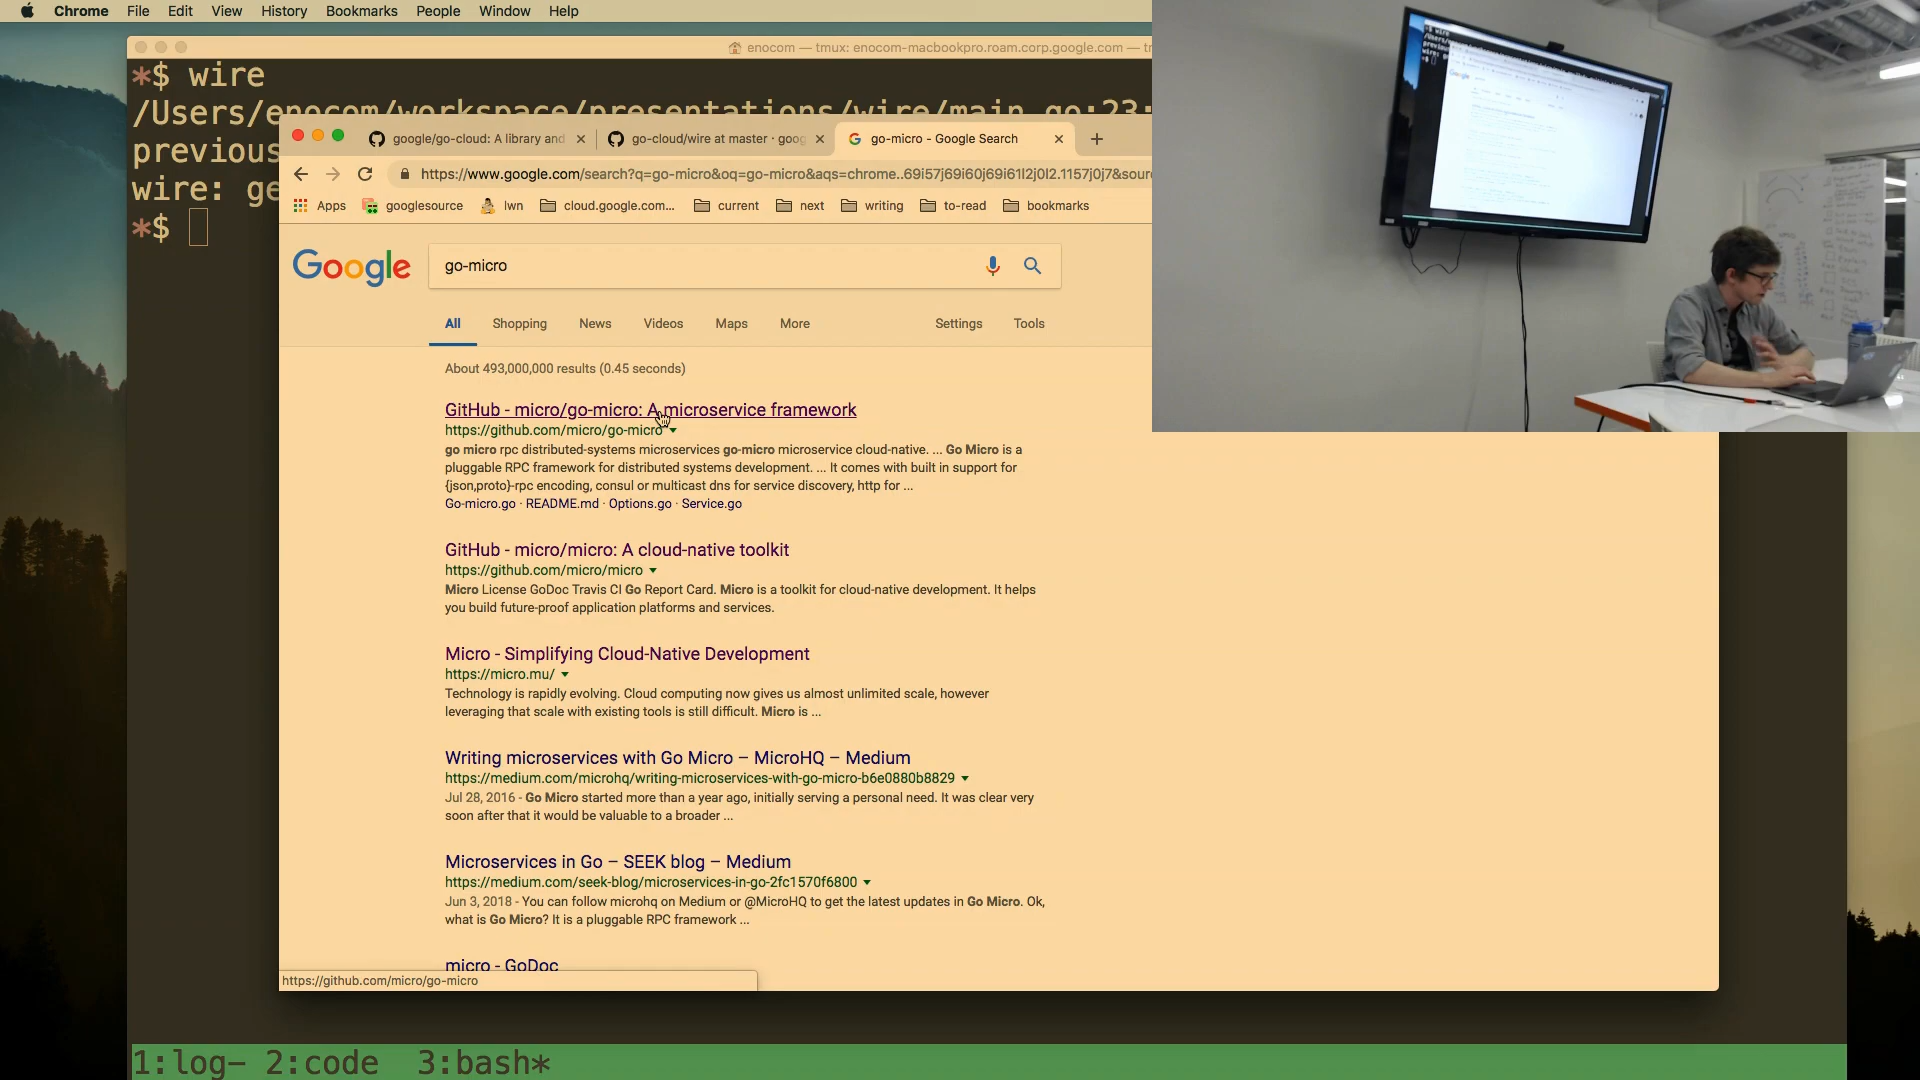 Chrome File Edit View History Bookmarks People Window Help
enocom — tmux: enocom-macbookpro.roam.corp.google.com —
*$ wire
/Users/enocom/workspace/presentations/wire/main.go:23:
previous
wire: ge
*$
google/go-cloud: A library and
go-cloud/wire at master · goog
go-micro - Google Search
https://www.google.com/search?q=go-micro&oq=go-micro&aqs=chrome..69i57j69i60j69i61l2j0l2.1157j0j7&sour
Apps googlesource lwn cloud.google.com... current next writing to-read bookmarks
Google
go-micro
All Shopping News Videos Maps More Settings Tools
About 493,000,000 results (0.45 seconds)
GitHub - micro/go-micro: A microservice framework
https://github.com/micro/go-micro
go micro rpc distributed-systems microservices go-micro microservice cloud-native. ... Go Micro is a
pluggable RPC framework for distributed systems development. ... It comes with built in support for
{json,proto}-rpc encoding, consul or multicast dns for service discovery, http for ...
Go-micro.go · README.md · Options.go · Service.go
GitHub - micro/micro: A cloud-native toolkit
https://github.com/micro/micro
Micro License GoDoc Travis CI Go Report Card. Micro is a toolkit for cloud-native development. It helps
you build future-proof application platforms and services.
Micro - Simplifying Cloud-Native Development
https://micro.mu/
Technology is rapidly evolving. Cloud computing now gives us almost unlimited scale, however
leveraging that scale with existing tools is still difficult. Micro is ...
Writing microservices with Go Micro – MicroHQ – Medium
https://medium.com/microhq/writing-microservices-with-go-micro-b6e0880b8829
Jul 28, 2016 - Go Micro started more than a year ago, initially serving a personal need. It was clear very
soon after that it would be valuable to a broader ...
Microservices in Go – SEEK blog – Medium
https://medium.com/seek-blog/microservices-in-go-2fc1570f6800
Jun 3, 2018 - You can follow microhq on Medium or @MicroHQ to get the latest updates in Go Micro. Ok,
what is Go Micro? It is a pluggable RPC framework ...
micro - GoDoc
https://github.com/micro/go-micro
1:log- 2:code 3:bash*